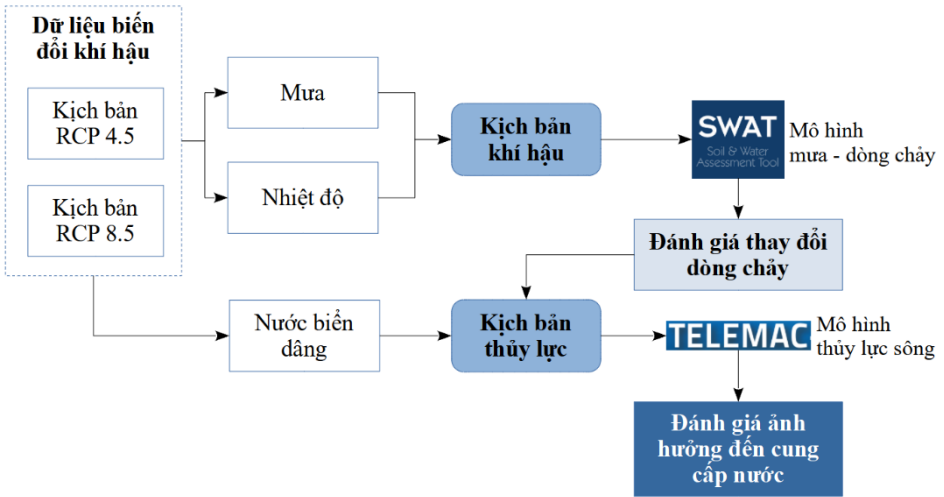 Dữ liệu biến
đổi khí hậu
Kịch bản
RCP 4.5
Kịch bản
RCP 8.5
Mưa
Nhiệt độ
Kịch bản
khí hậu
SWAT
Soil & Water
Assessment Tool
Mô hình
mưa - dòng chảy
Đánh giá thay đổi
dòng chảy
Nước biển
dâng
Kịch bản
thủy lực
TELEMAC
Mô hình
thủy lực sông
Đánh giá ảnh
hưởng đến cung
cấp nước